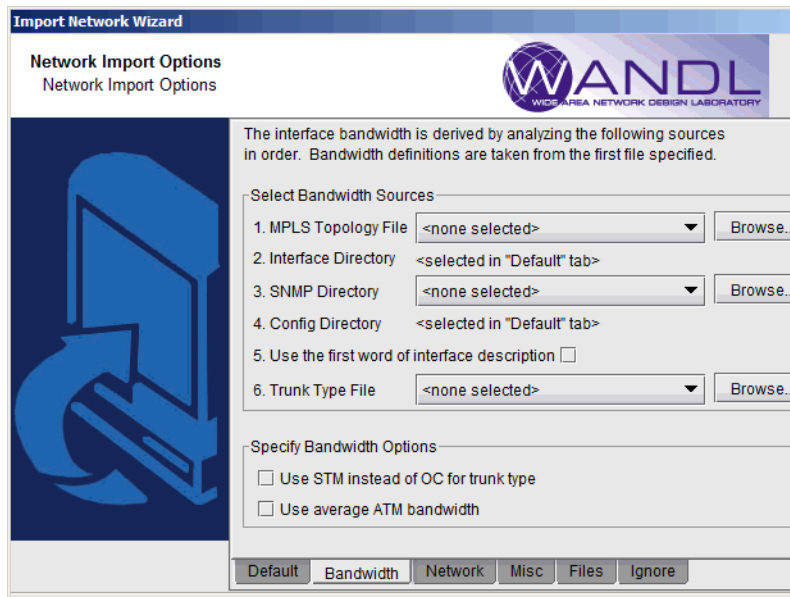 Import Network Wizard
Network Import Options
Network Import Options
WANDL
WIDE AREA NETWORK DESIGN LABORATORY
The interface bandwidth is derived by analyzing the following sources
in order. Bandwidth definitions are taken from the first file specified.
Select Bandwidth Sources
1. MPLS Topology File <none selected> Browse..
2. Interface Directory <selected in "Default" tab>
3. SNMP Directory <none selected> Browse..
4. Config Directory <selected in "Default" tab>
5. Use the first word of interface description
6. Trunk Type File <none selected> Browse..
Specify Bandwidth Options
Use STM instead of OC for trunk type
Use average ATM bandwidth
Default Bandwidth Network Misc Files Ignore